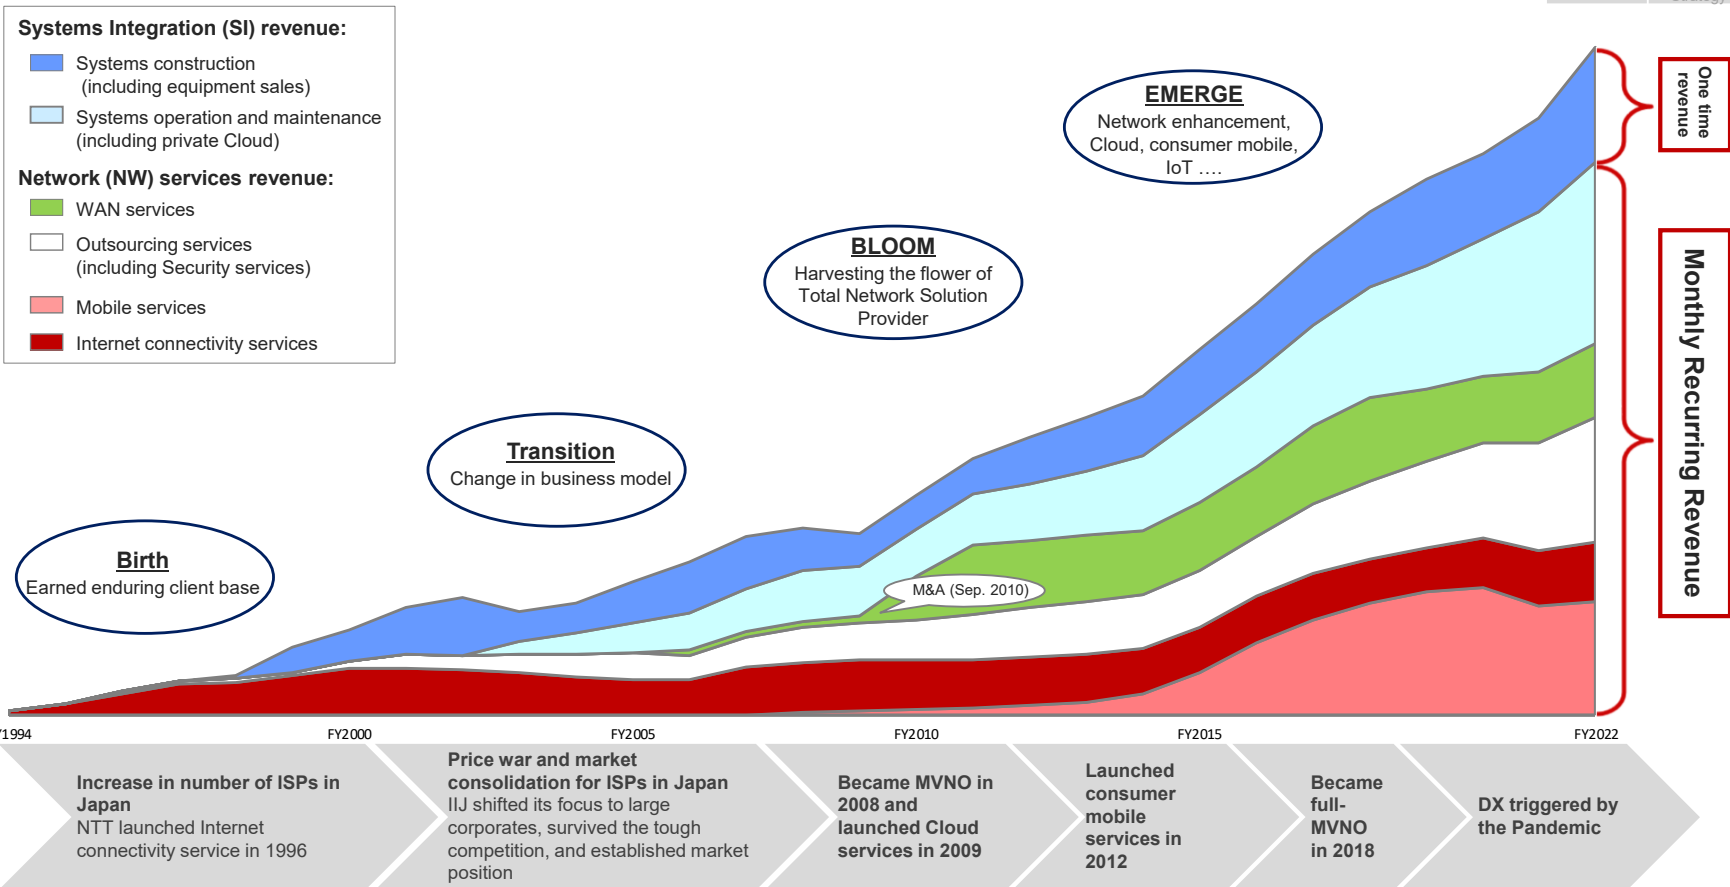 Systems Integration (SI) revenue:
Systems construction
(including equipment sales)
Systems operation and maintenance
(including private Cloud)
Network (NW) services revenue:
WAN services
Outsourcing services
(including Security services)
Mobile services
Internet connectivity services
Birth
Earned enduring client base
Transition
Change in business model
BLOOM
Harvesting the flower of
Total Network Solution
Provider
EMERGE
Network enhancement,
Cloud, consumer mobile,
IoT ....
M&A (Sep. 2010)
One time
revenue
Monthly Recurring Revenue
Y1994
FY2000
FY2005
FY2010
FY2015
FY2022
Increase in number of ISPs in
Japan
NTT launched Internet
connectivity service in 1996
Price war and market
consolidation for ISPs in Japan
IIJ shifted its focus to large
corporates, survived the tough
competition, and established market
position
Became MVNO in
2008 and
launched Cloud
services in 2009
Launched
consumer
mobile
services in
2012
Became
full-
MVNO
in 2018
DX triggered by
the Pandemic